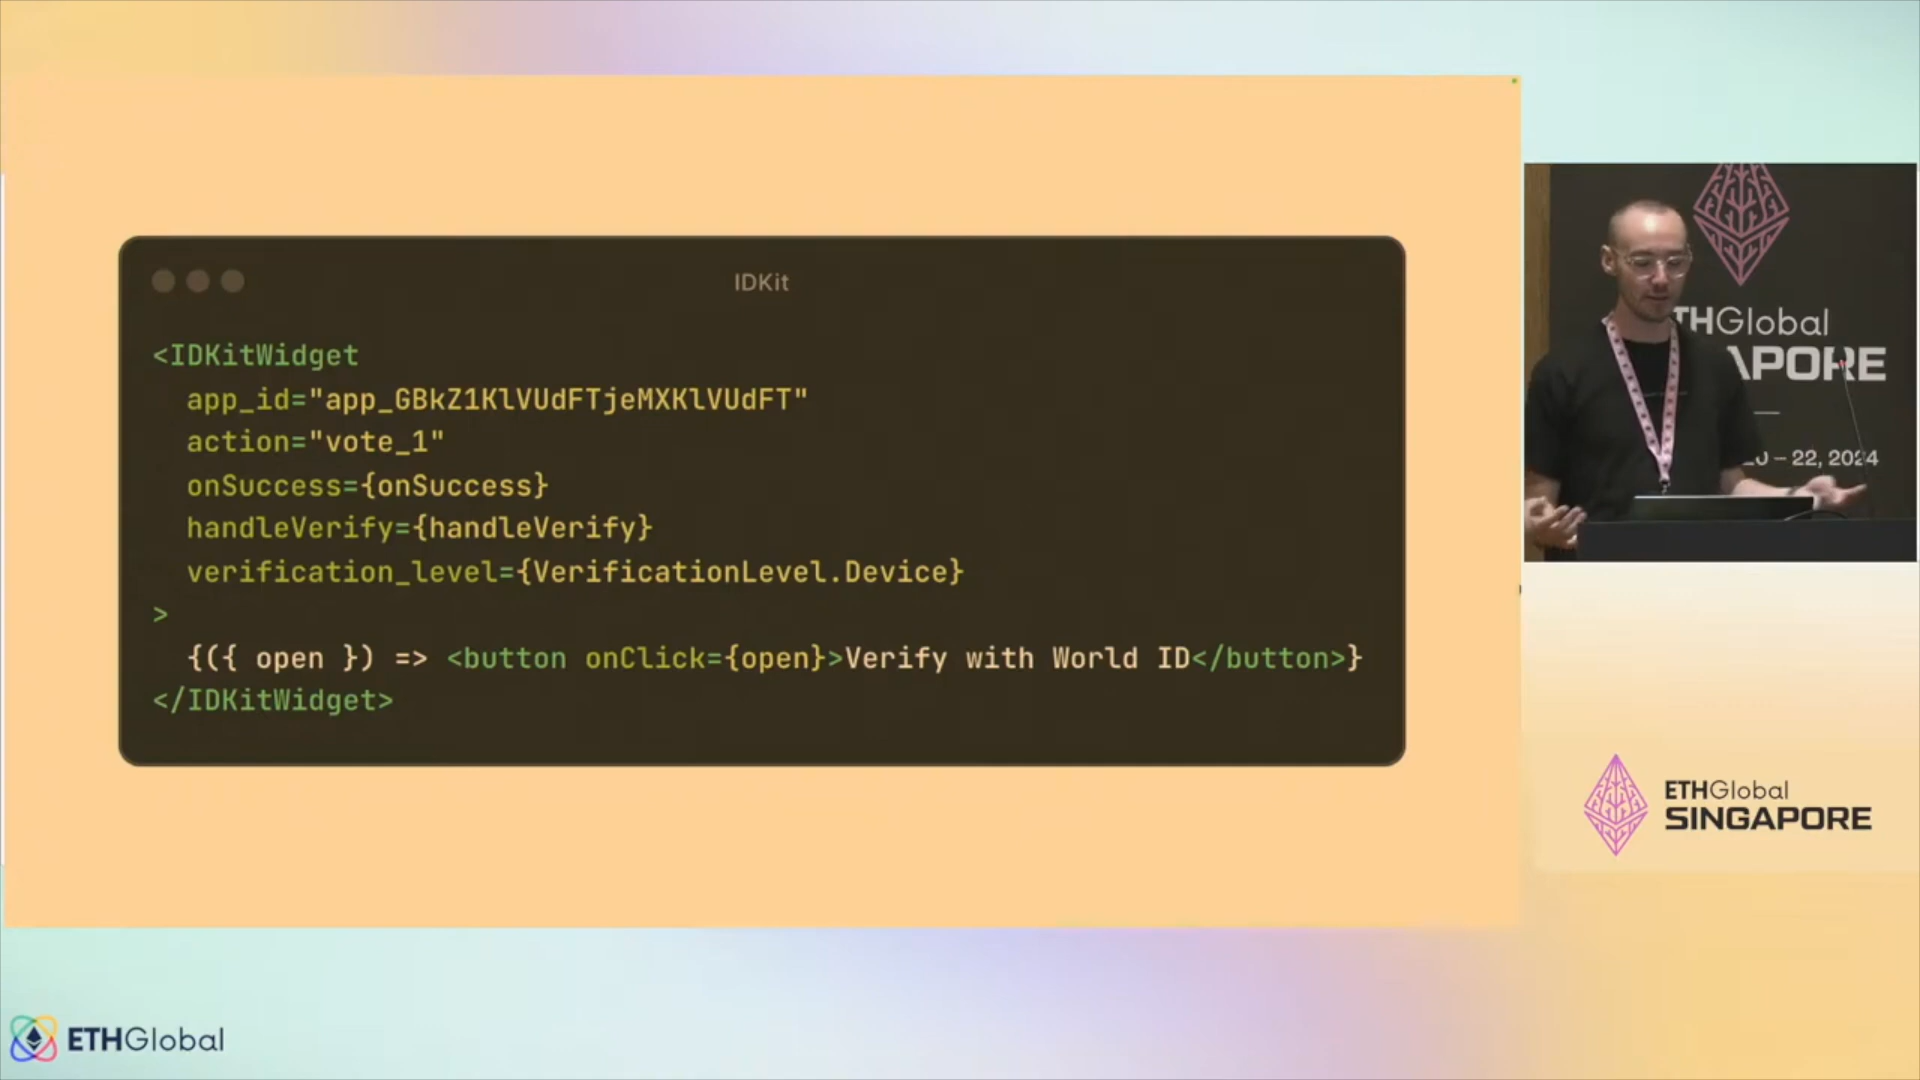 IDKit
<IDKitWidget
app_id="app_GBkZ1KlVUdFTjeMXKlVUdFT"
action="vote_1"
onSuccess={onSuccess}
handleVerify={handleVerify}
verification_level={VerificationLevel.Device}
>
{({ open }) => <button onClick={open}>Verify with World ID</button>}
</IDKitWidget>
THGlobal
APORE
– 22, 2024
ETHGlobal
SINGAPORE
ETHGlobal